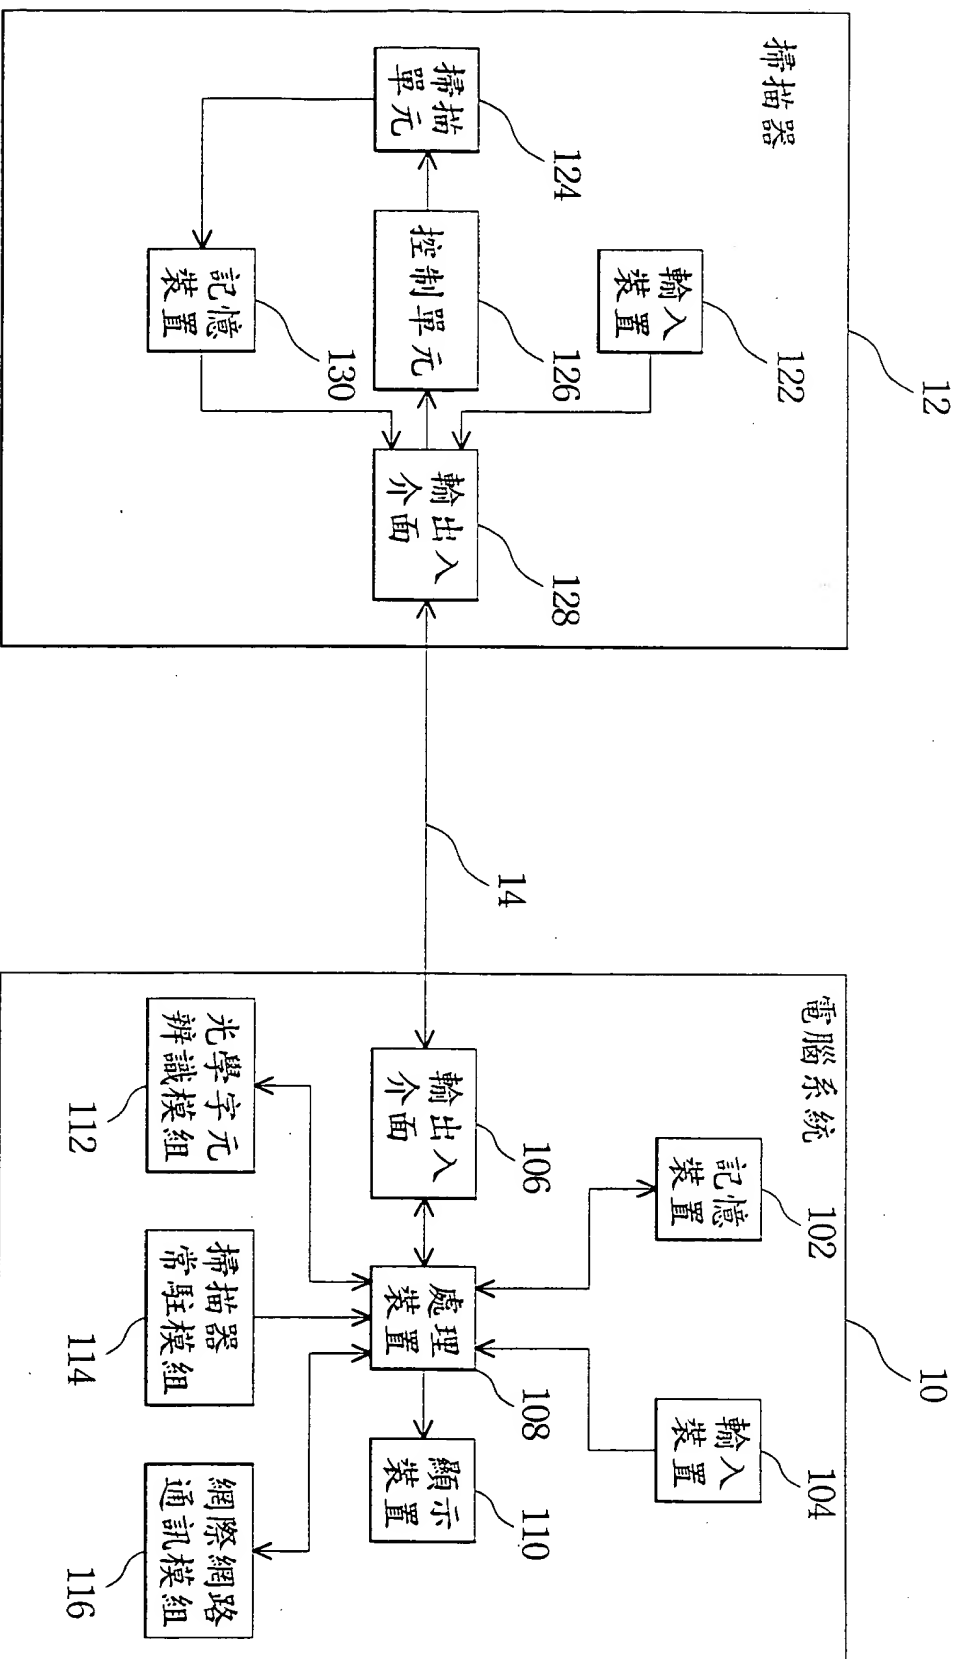 掃描器
12
掃描
單元
124
控制單元
126
輸入
裝置
122
記憶
裝置
130
輸出入
介面
128
14
電腦系統
10
輸出入
介面
106
記憶
裝置
102
處理
裝置
108
輸入
裝置
104
顯示
裝置
110
光學字元
辨識模組
112
掃描器
常駐模組
114
網際網路
通訊模組
116